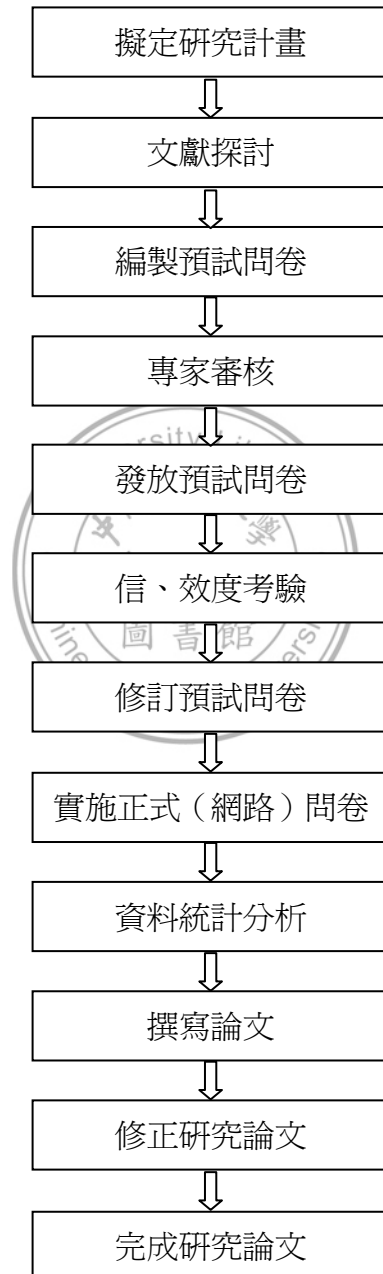 擬定研究計畫
文獻探討
編製預試問卷
專家審核
發放預試問卷
信、效度考驗
圖書館
修訂預試問卷
實施正式（網路）問卷
資料統計分析
撰寫論文
修正研究論文
完成研究論文